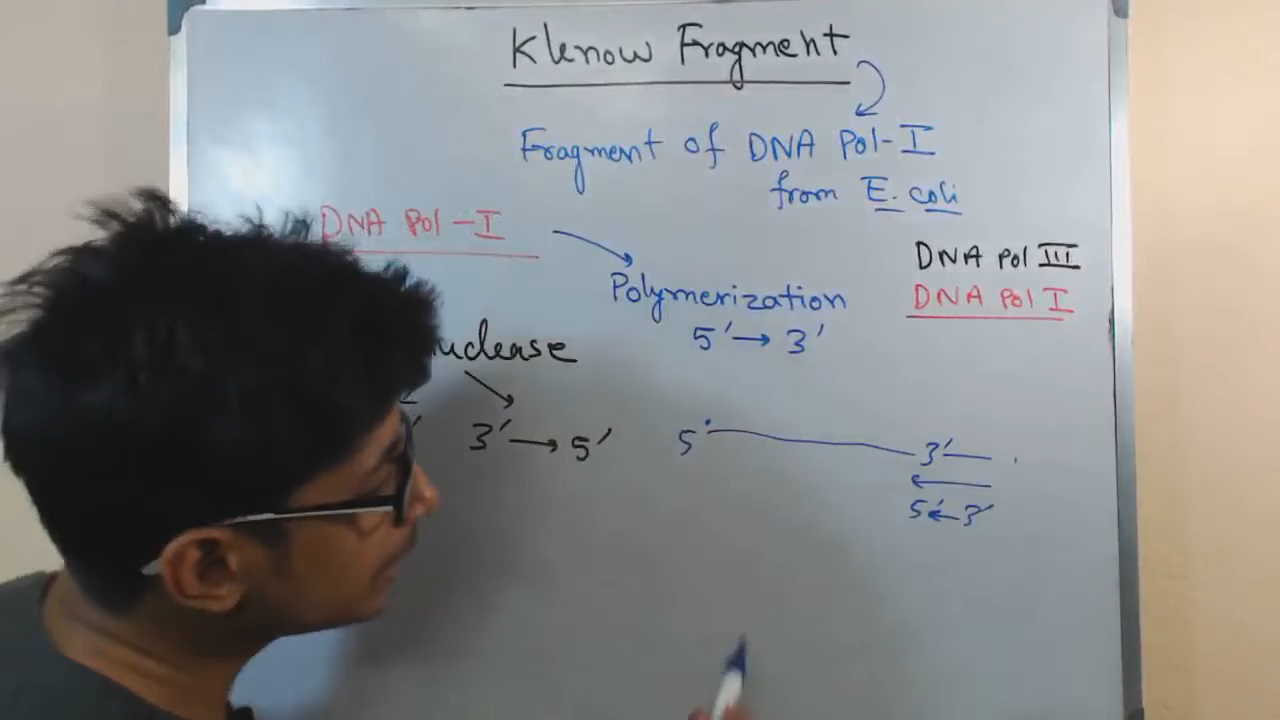 Klenow Fragment
Fragment of DNA Pol-I
from E. coli
DNA Pol-I
DNA pol III
DNA Pol I
Polymerization
5'→3'
3'→5'
5' 3'
5'←3'